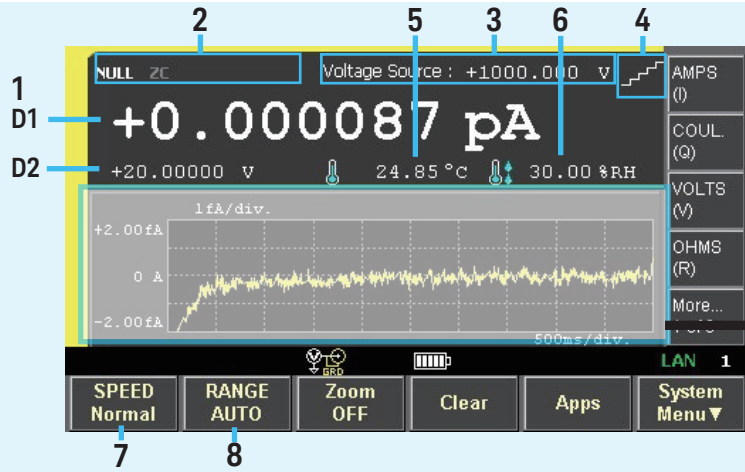 2 5 3 6 4
NULL ZC Voltage Source : +1000.000 V AMPS (I)
1
D1 +0.000087 pA COUL. (Q)
D2 +20.00000 V 24.85°C 30.00%RH VOLTS (V)
1fA/div.
+2.00fA OHMS (R)
0 A
More...
-2.00fA
500ms/div.
GRD LAN 1
SPEED Normal RANGE AUTO Zoom OFF Clear Apps System Menu▼
7 8